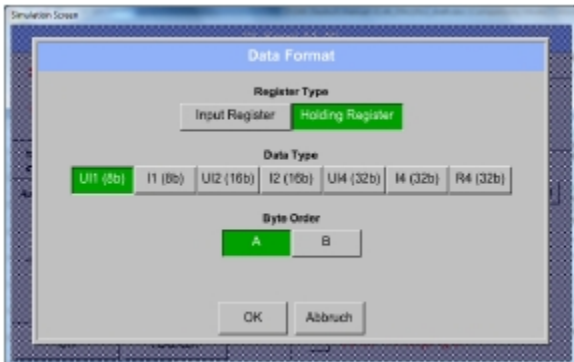 Simulation Screen
Data Format
Register Type
Input Register Holding Register
Data Type
UI1 (8b) I1 (8b) UI2 (16b) I2 (16b) UI4 (32b) I4 (32b) R4 (32b)
Byte Order
A B
OK Abbruch